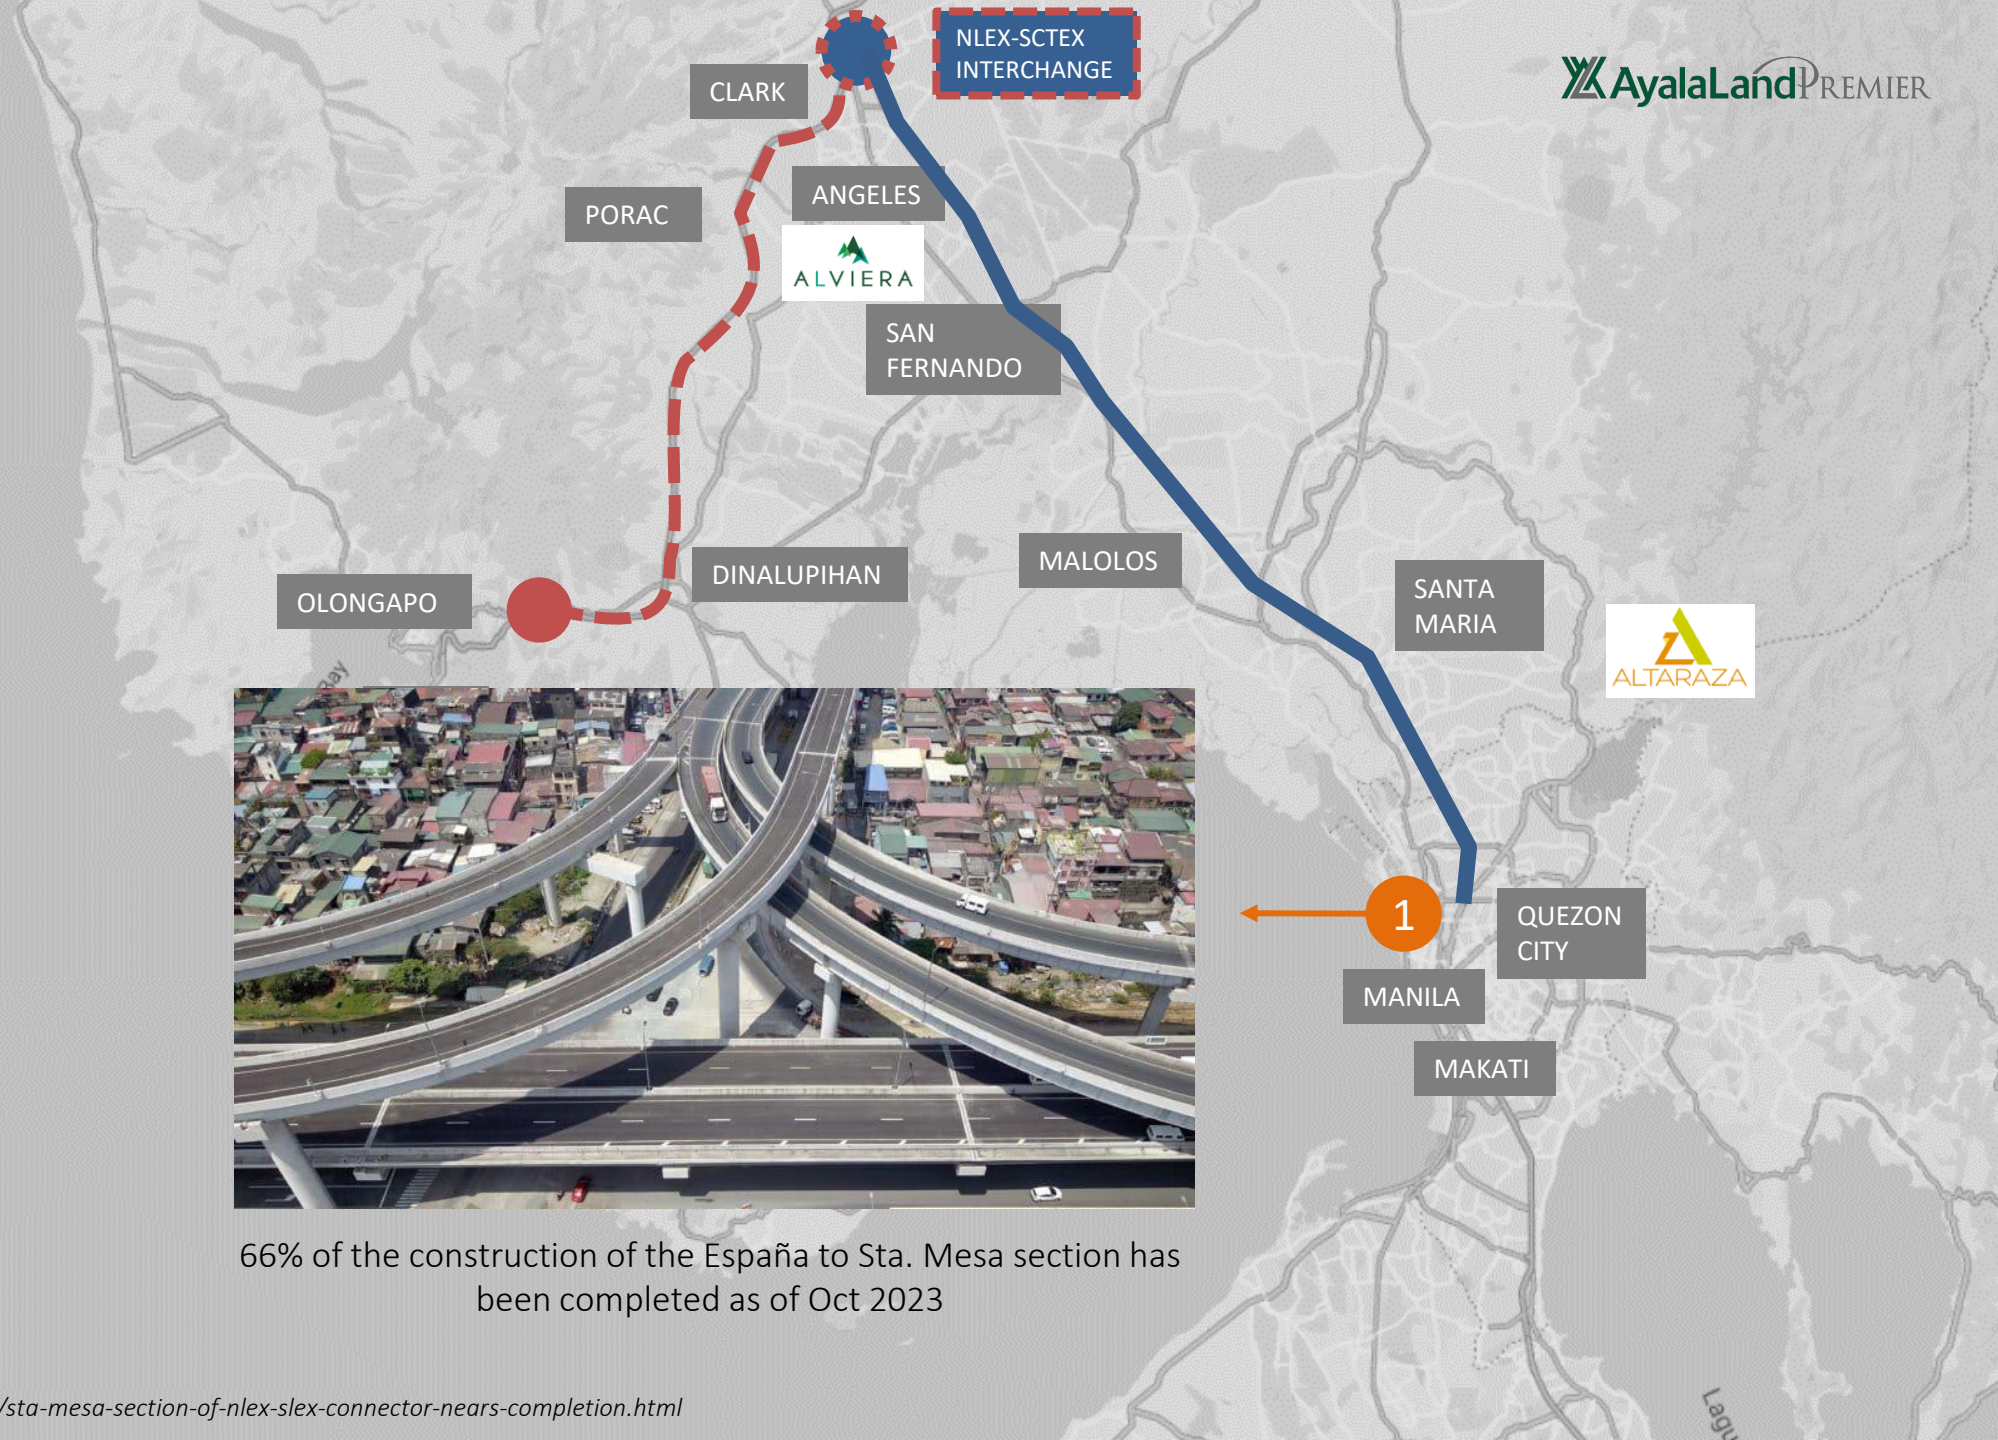 NLEX-SCTEX
INTERCHANGE
AyalaLand PREMIER
CLARK
ANGELES
PORAC
ALVIERA
SAN
FERNANDO
MALOLOS
DINALUPIHAN
SANTA
MARIA
OLONGAPO
ALTARAZA
Bay
1
QUEZON
CITY
MANILA
MAKATI
66% of the construction of the España to Sta. Mesa section has
been completed as of Oct 2023
/sta-mesa-section-of-nlex-slex-connector-nears-completion.html
Lagu